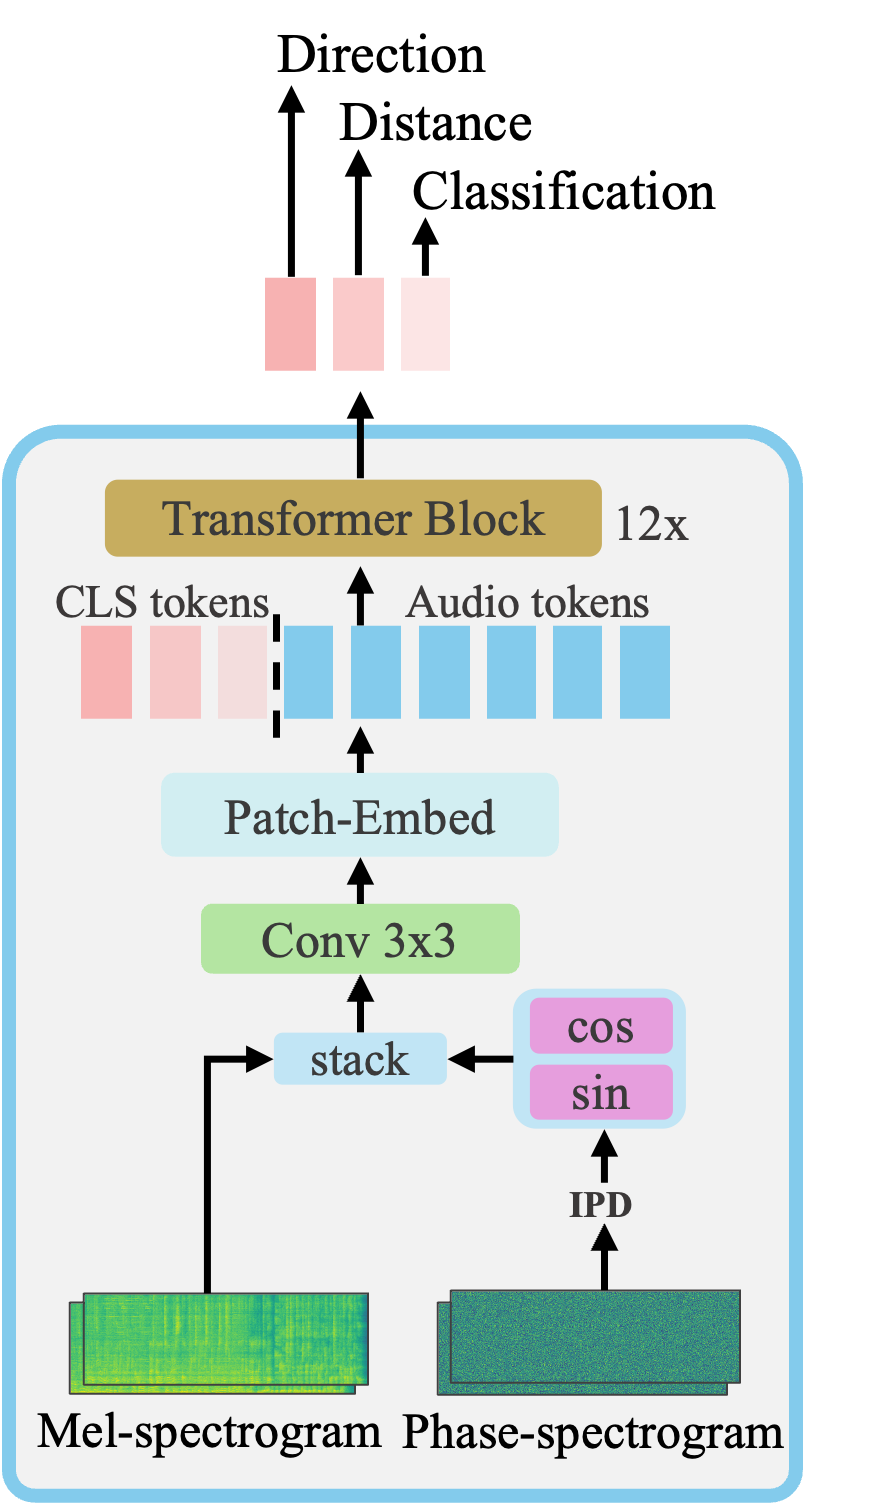 Direction
Distance
Classification
Transformer Block
12x
CLS tokens
Audio tokens
Patch-Embed
Conv 3x3
stack
cos
sin
IPD
Mel-spectrogram
Phase-spectrogram